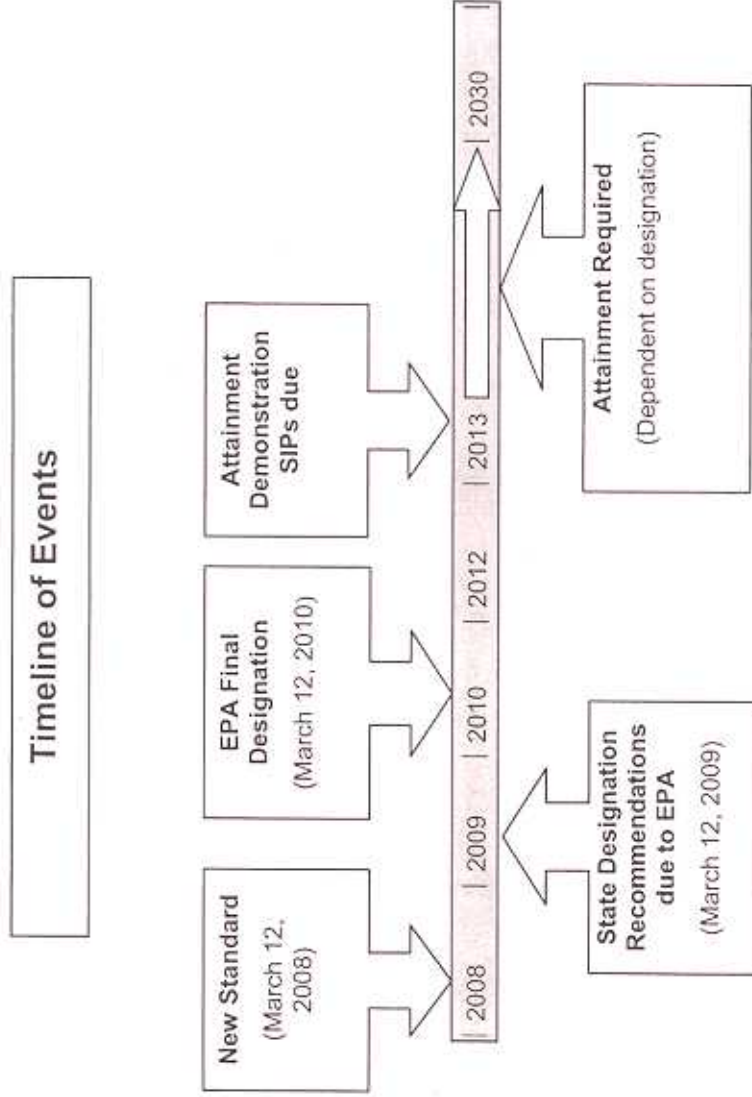 Timeline of Events
New Standard
(March 12,
2008)
EPA Final
Designation
(March 12, 2010)
Attainment
Demonstration
SIPs due
| 2008 | 2009 | 2010 | 2012 | 2013 | 2030 |
State Designation
Recommendations
due to EPA
(March 12, 2009)
Attainment Required
(Dependent on designation)